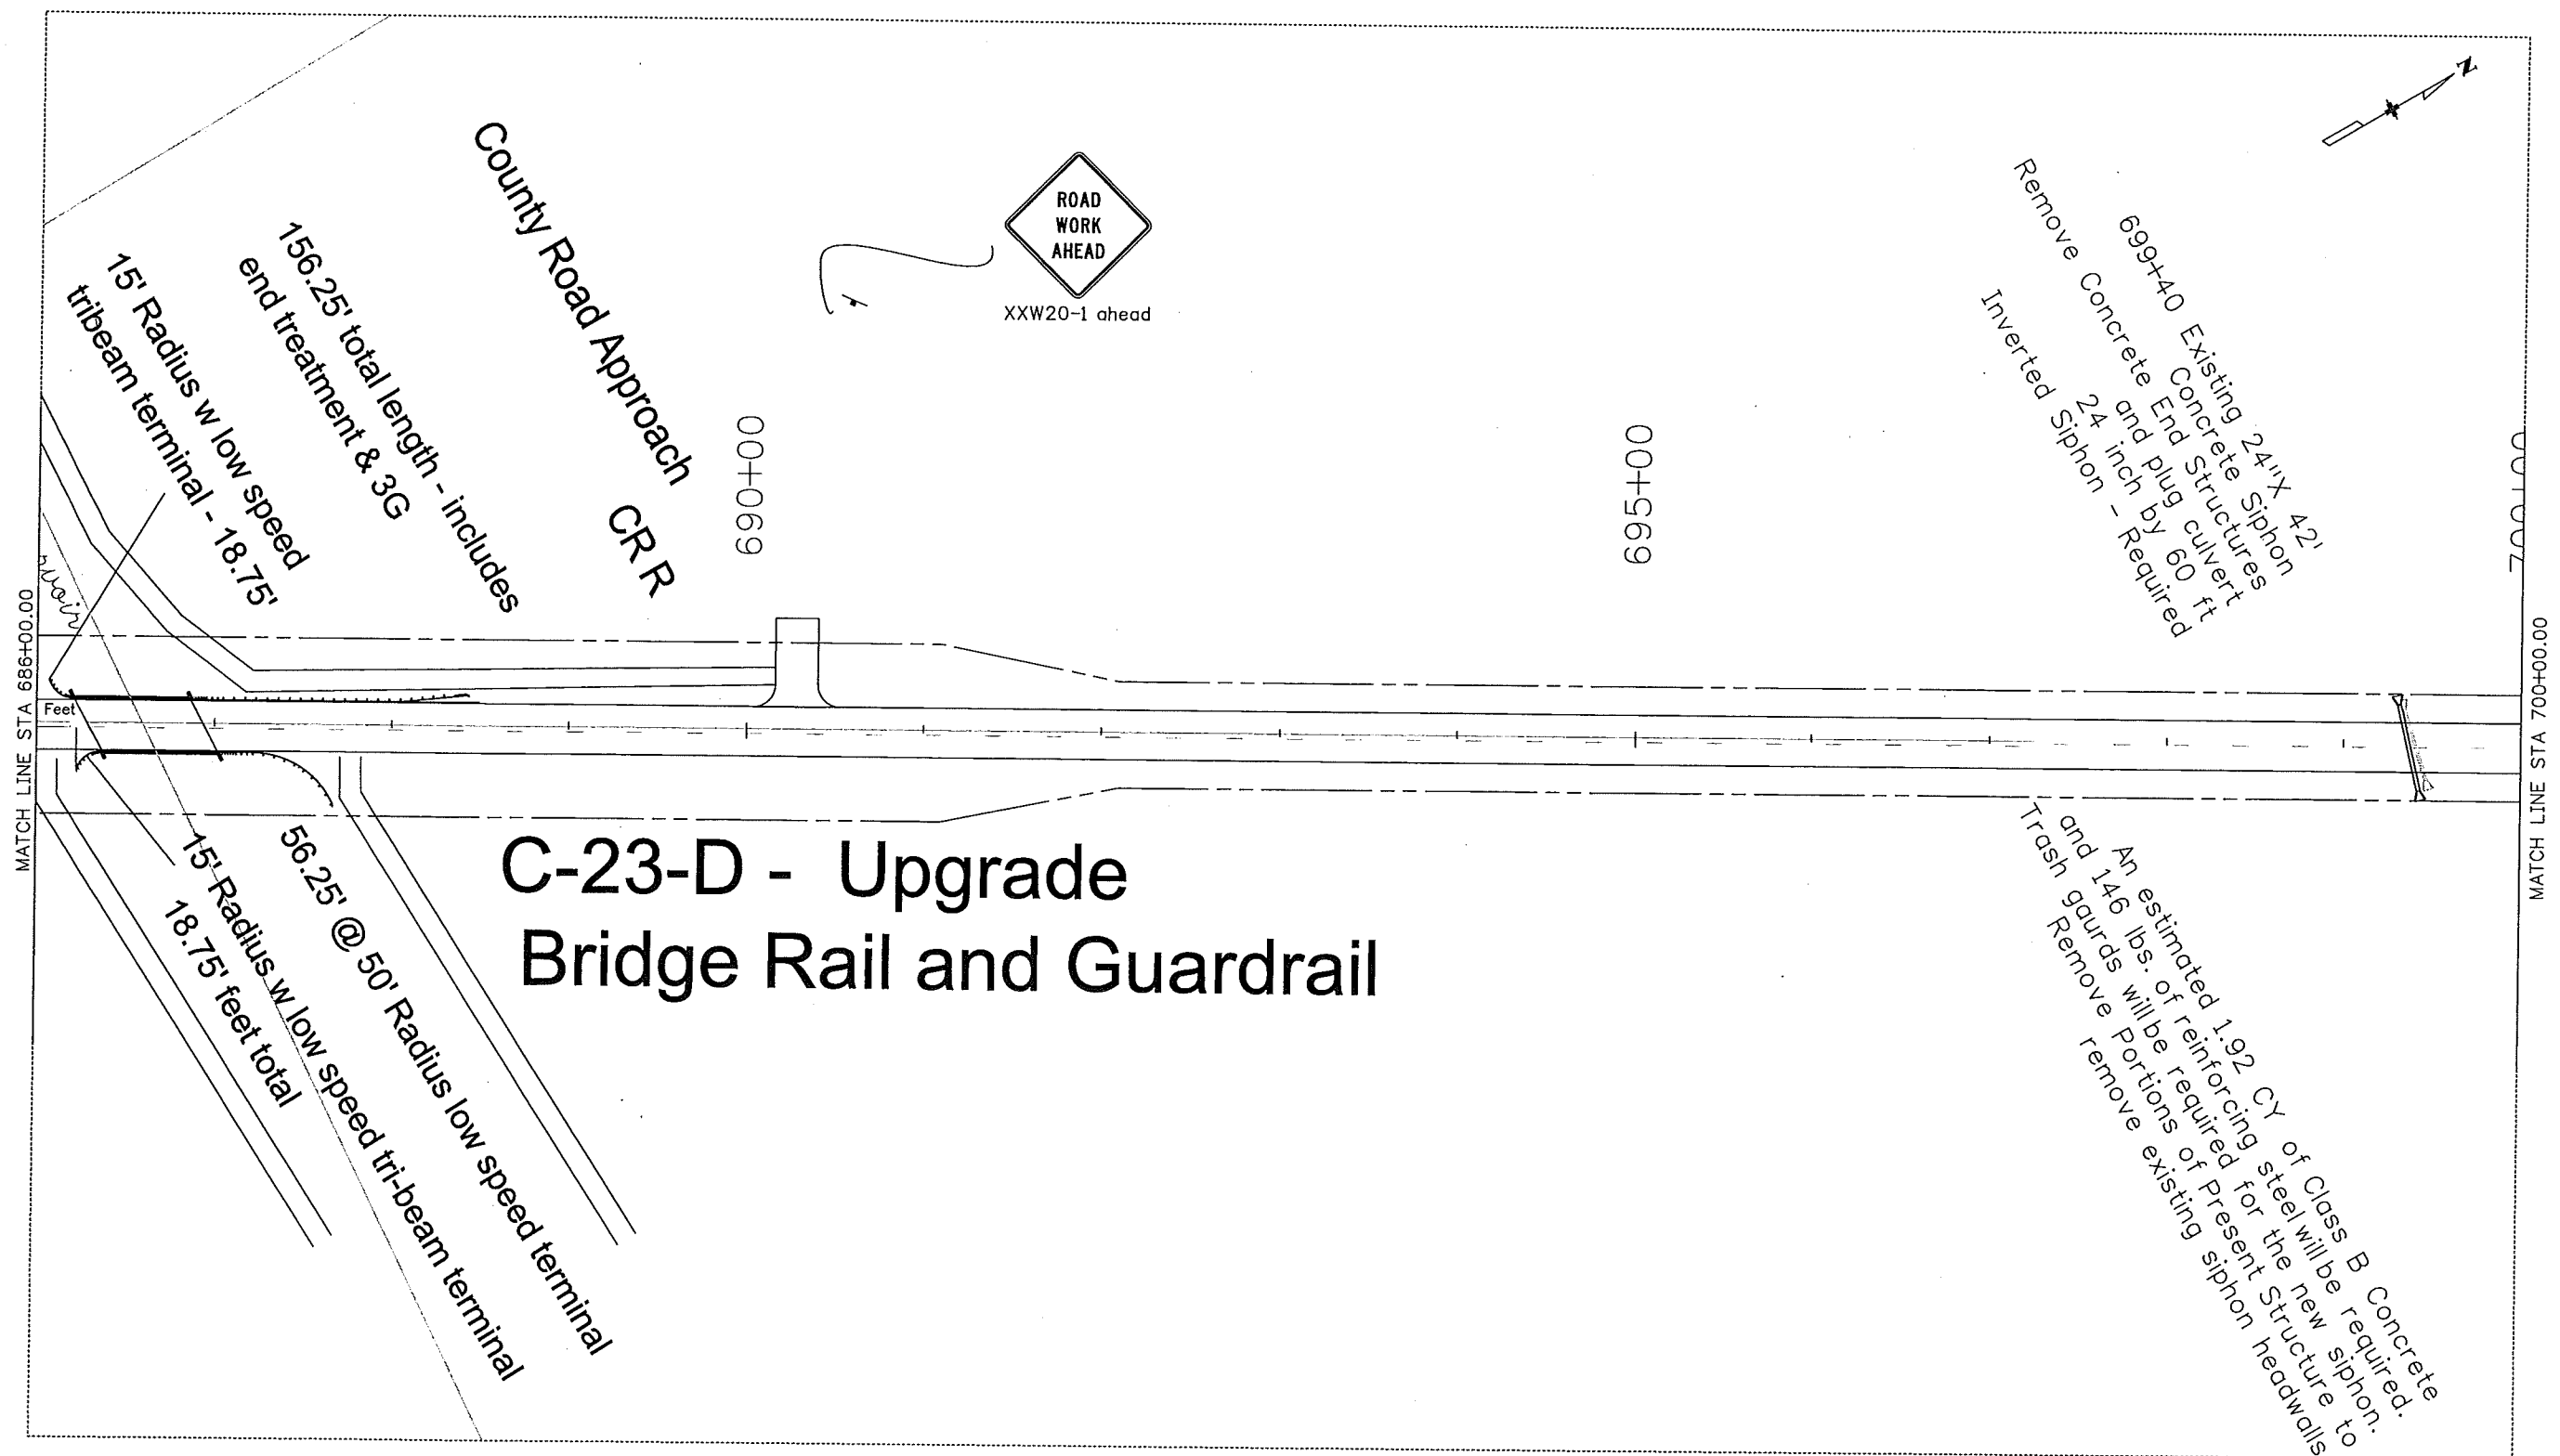 N
ROAD
WORK
AHEAD
XXW20-1 ahead
County Road Approach
CR R
156.25' total length - includes
end treatment & 3G
15' Radius w low speed
tribeam terminal - 18.75'
690+00
695+00
699+40 Existing 24"X 42'
Concrete Siphon
Remove Concrete End Structures
and plug culvert
24 inch by 60 ft
Inverted Siphon - Required
MATCH LINE STA 686+00.00
Feet
MATCH LINE STA 700+00.00
C-23-D - Upgrade
Bridge Rail and Guardrail
56.25' @ 50' Radius low speed terminal
15' Radius w low speed tri-beam terminal
18.75' feet total
An estimated 1.92 CY of Class B Concrete
and 146 lbs. of reinforcing steel will be required.
Trash gaurds will be required for the new siphon.
Remove Portions of Present Structure to
remove existing siphon headwalls